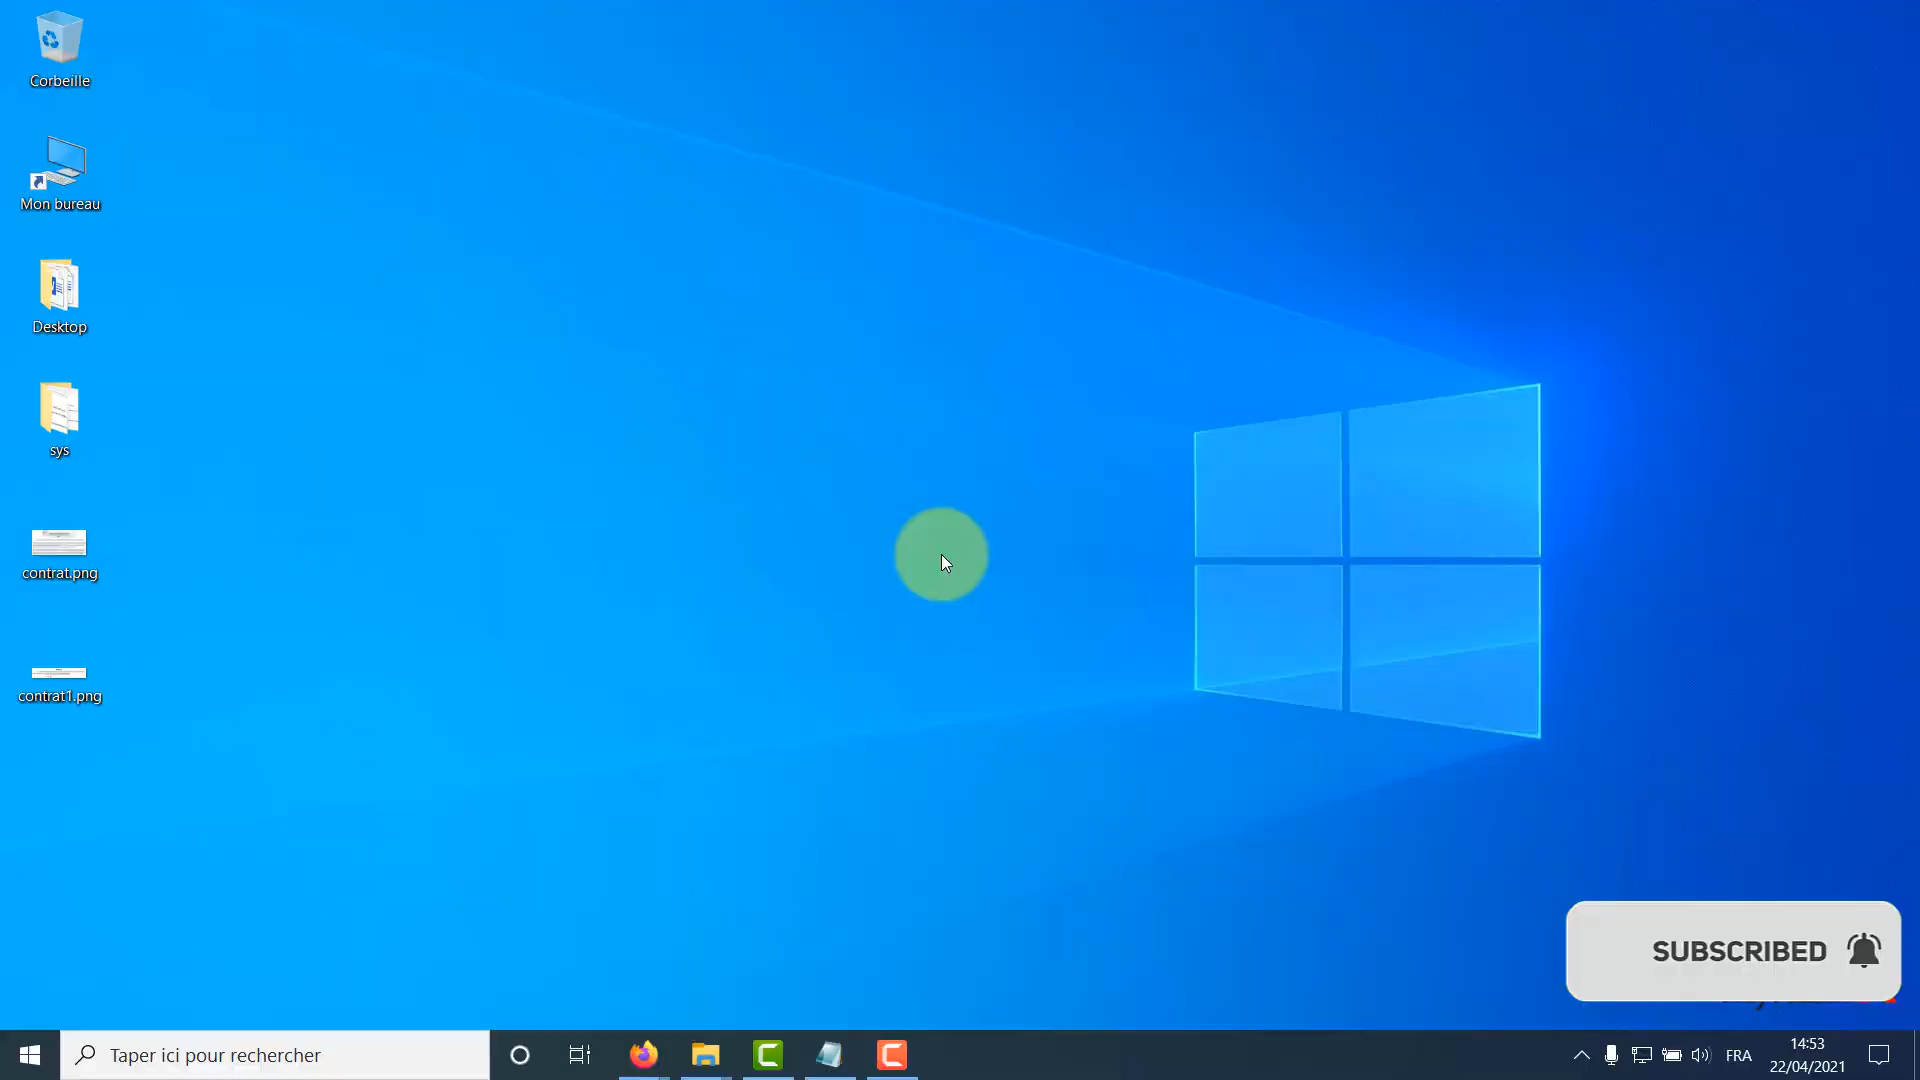 Corbeille
Mon bureau
Desktop
sys
contrat.png
contrat1.png
SUBSCRIBED
Taper ici pour rechercher
FRA
14:53
22/04/2021